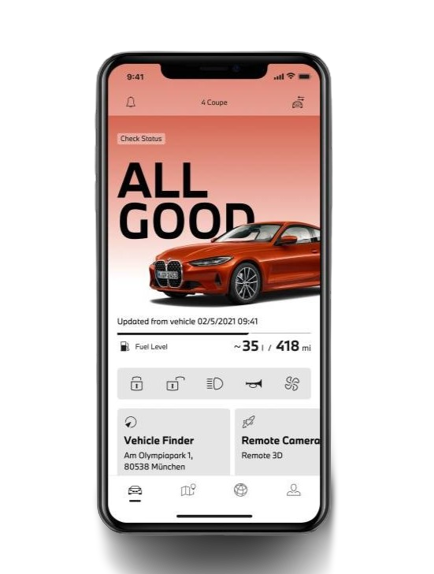 9:41
4 Coupe
Check Status
ALL
GOOD
Updated from vehicle 02/5/2021 09:41
Fuel Level
~ 35 l / 418 mi
Vehicle Finder
Am Olympiapark 1,
80538 München
Remote Camera
Remote 3D